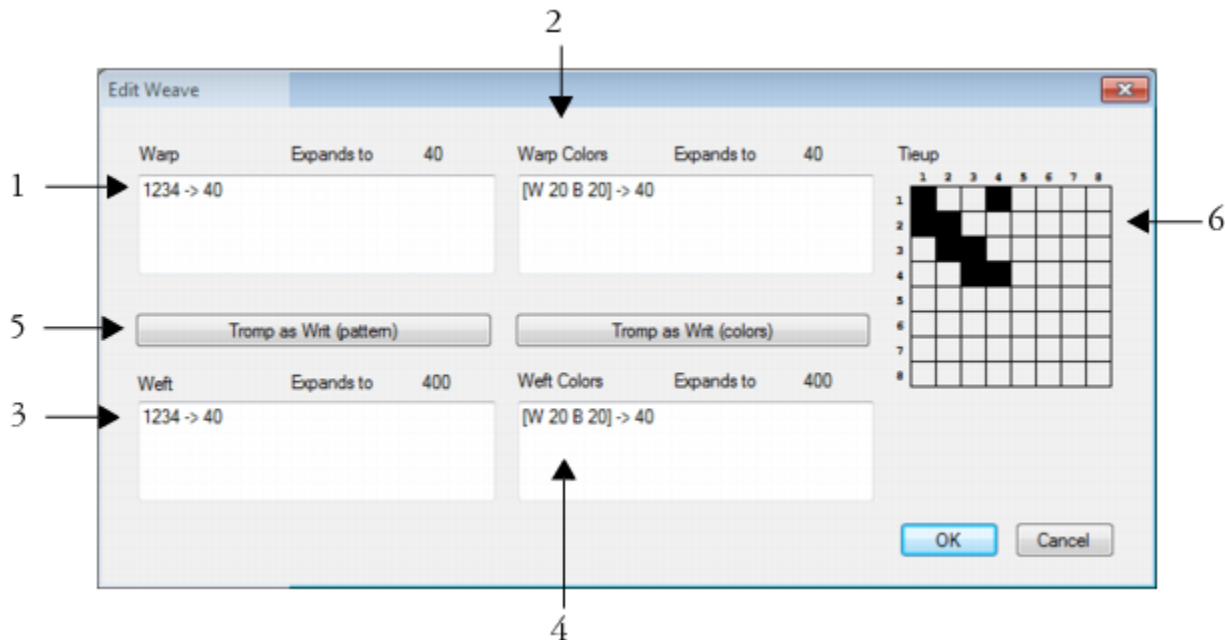 2
Edit Weave
Warp Expands to 40 Warp Colors Expands to 40 Tieup
1 2 3 4 5 6 7 8
1 1234 -> 40 [W 20 B 20] -> 40 1
2 6
3
4
5
5 Tromp as Writ (pattern) Tromp as Writ (colors) 6
7
Weft Expands to 400 Weft Colors Expands to 400 8
3 1234 -> 40 [W 20 B 20] -> 40
OK Cancel
4